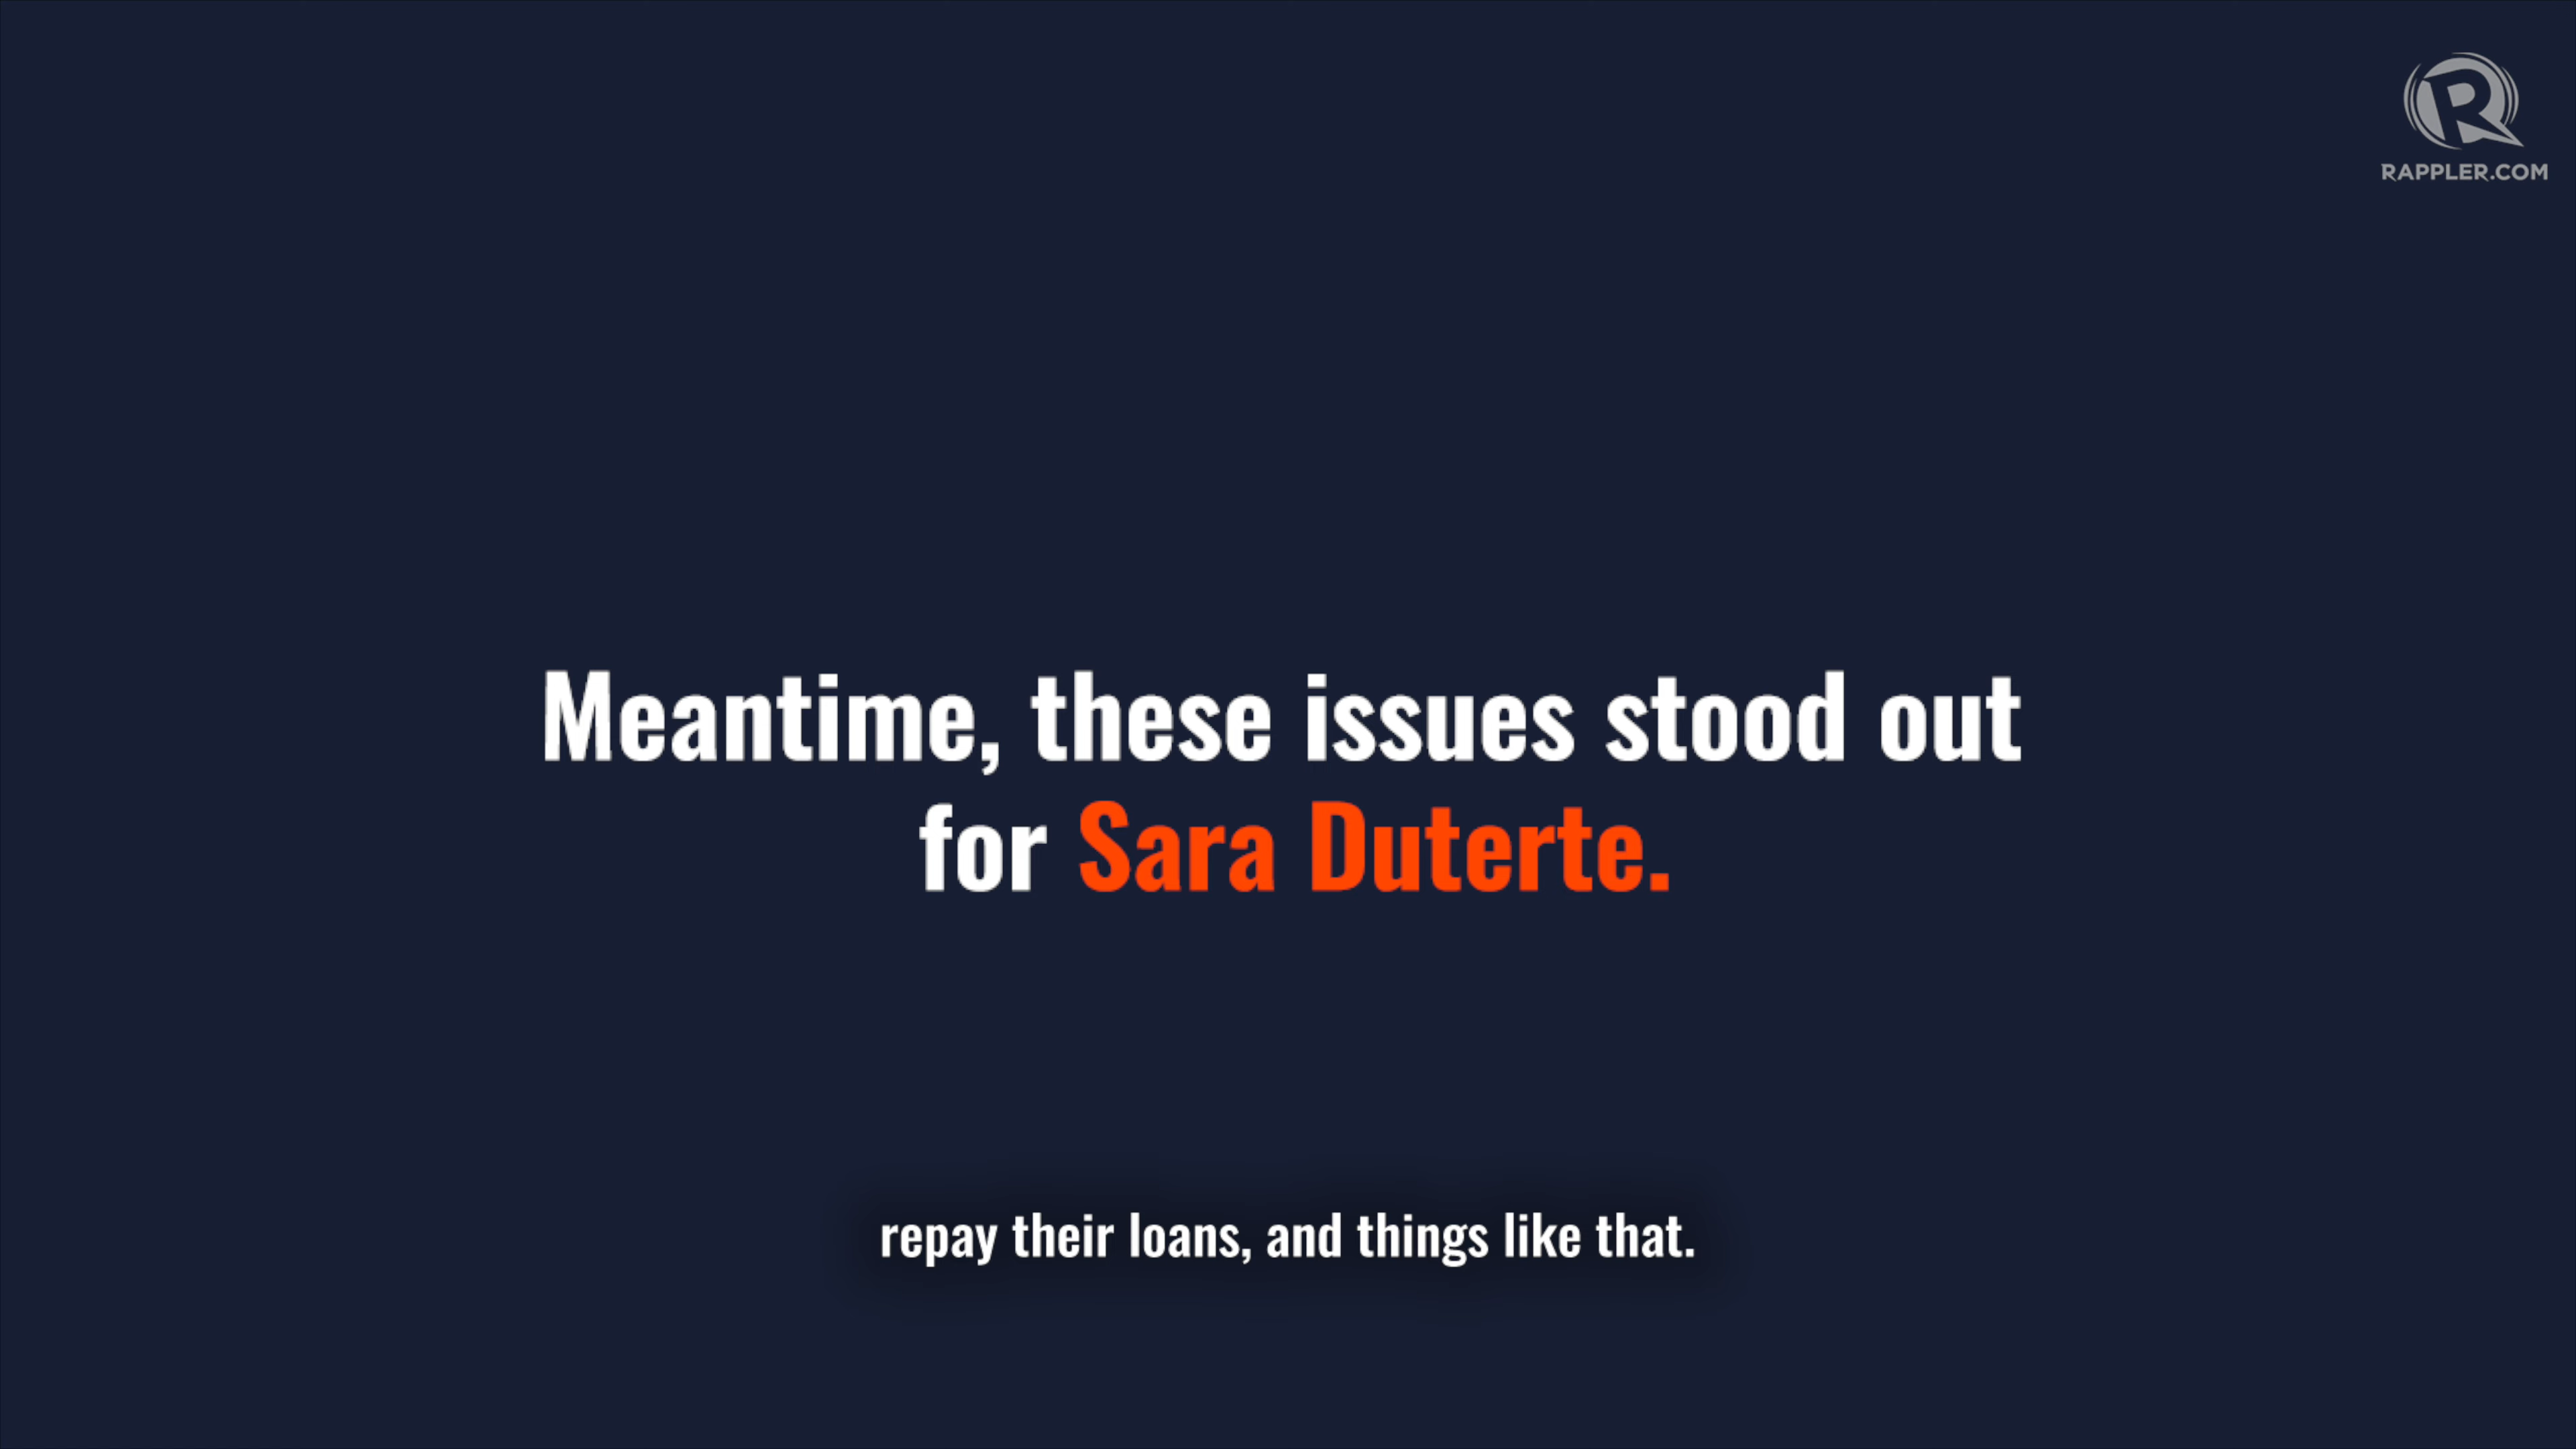 RAPPLER.COM
Meantime, these issues stood out
for Sara Duterte.
repay their loans, and things like that.